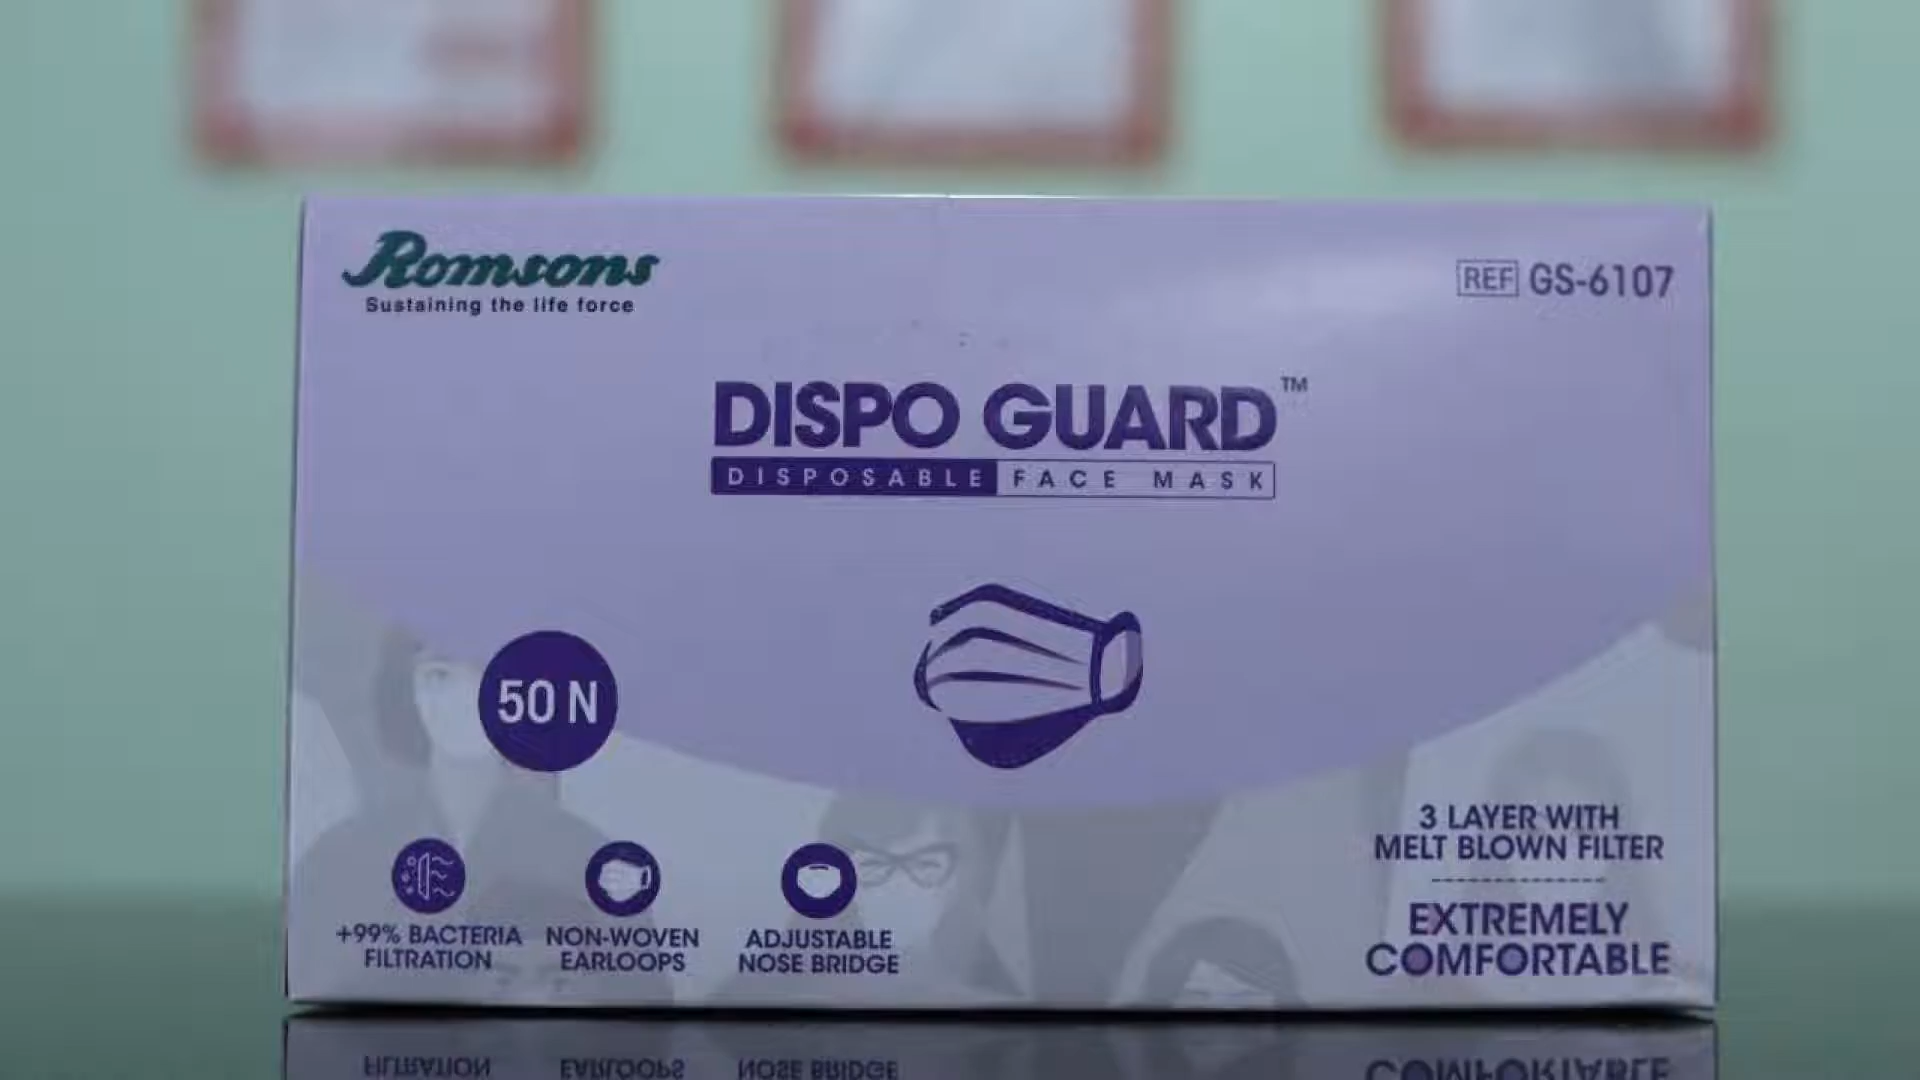 Romsons
Sustaining the life force
REF GS-6107
DISPO GUARD™
DISPOSABLE FACE MASK
50 N
+99% BACTERIA
FILTRATION
NON-WOVEN
EARLOOPS
ADJUSTABLE
NOSE BRIDGE
3 LAYER WITH
MELT BLOWN FILTER
EXTREMELY
COMFORTABLE